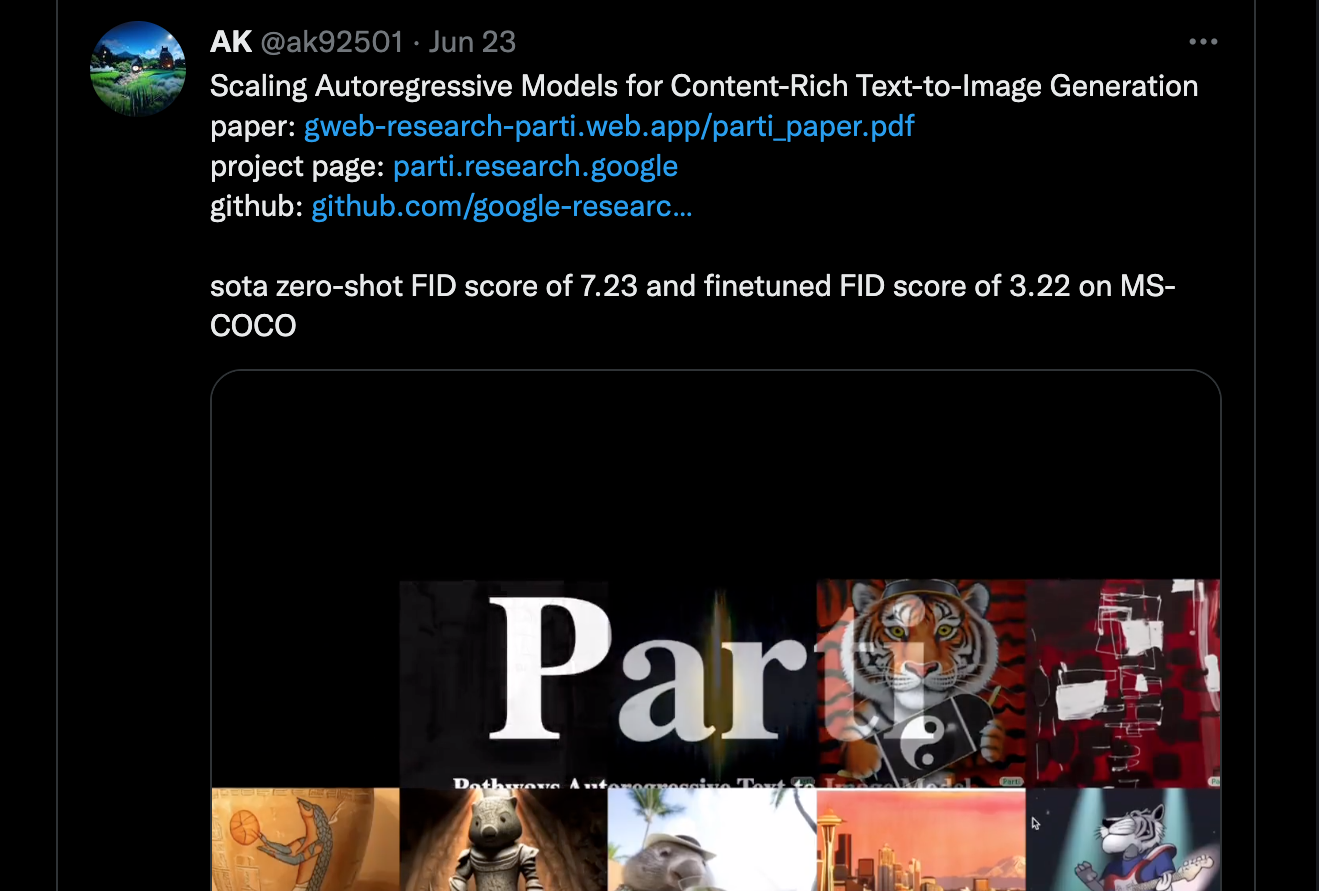 AK @ak92501 · Jun 23
Scaling Autoregressive Models for Content-Rich Text-to-Image Generation
paper: gweb-research-parti.web.app/parti_paper.pdf
project page: parti.research.google
github: github.com/google-researc...
sota zero-shot FID score of 7.23 and finetuned FID score of 3.22 on MS-
COCO
Parti
Pathways Autoregressive Text to Image Model
Parti